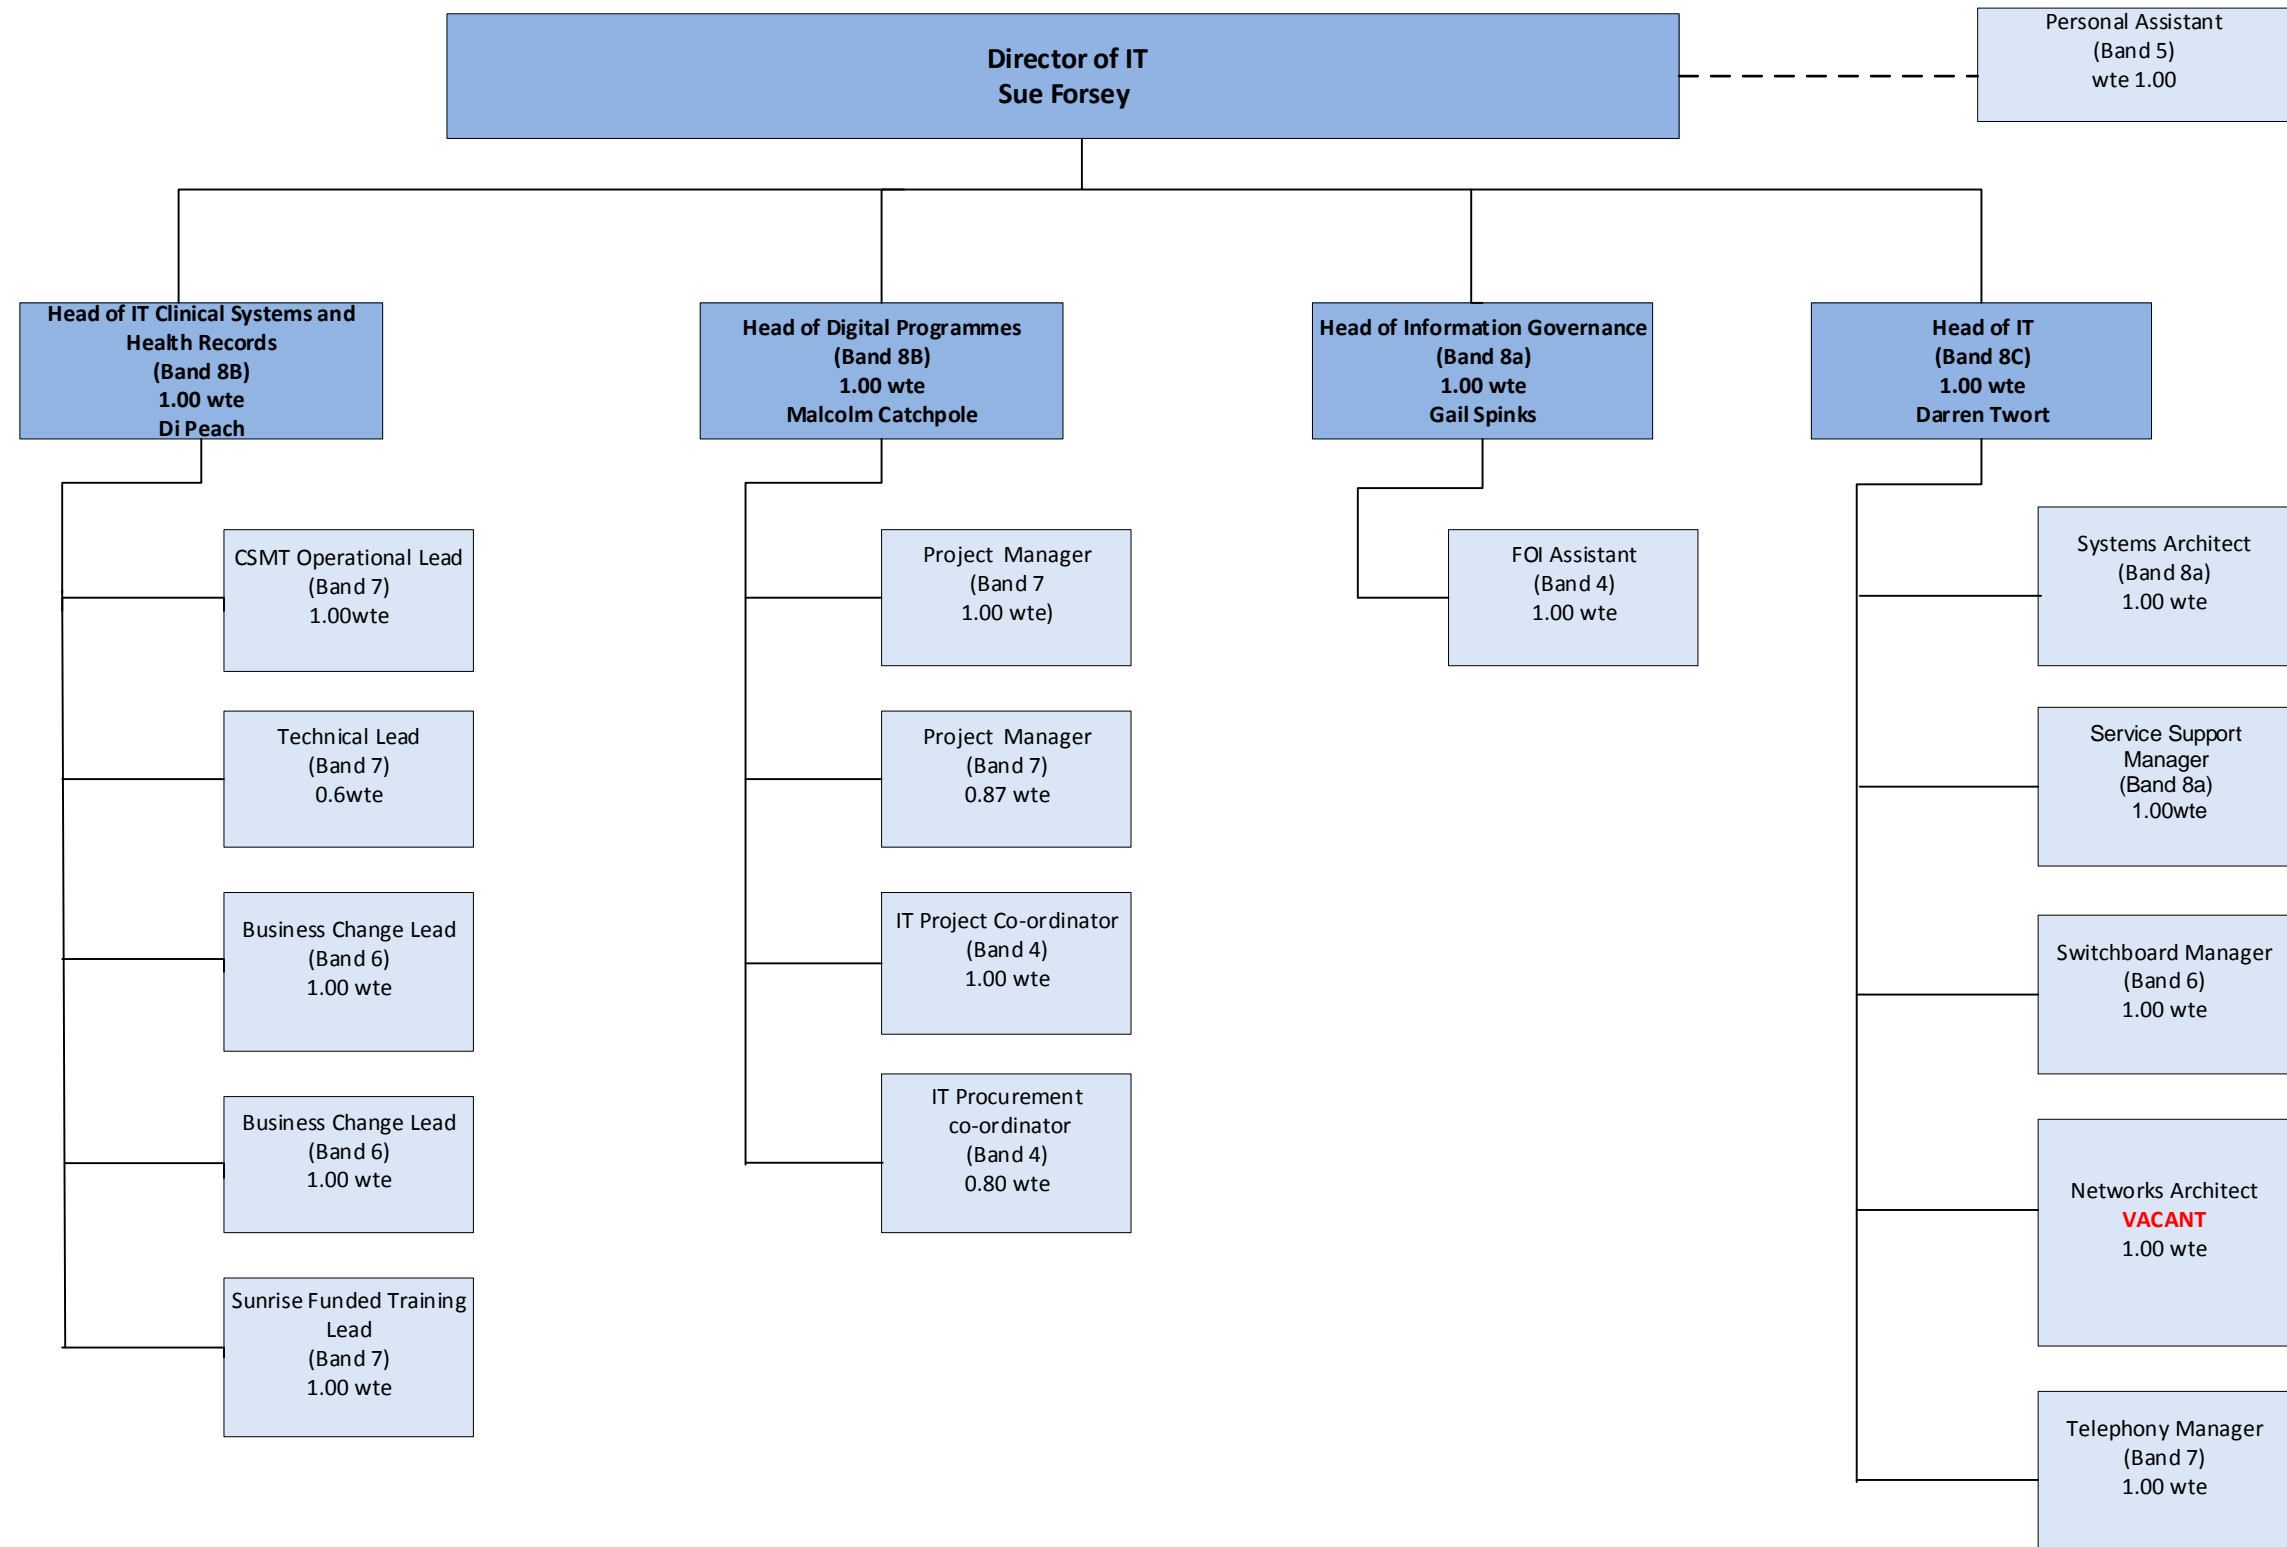 Director of IT
Sue Forsey
Personal Assistant
(Band 5)
wte 1.00
Head of IT Clinical Systems and
Health Records
(Band 8B)
1.00 wte
Di Peach
Head of Digital Programmes
(Band 8B)
1.00 wte
Malcolm Catchpole
Head of Information Governance
(Band 8a)
1.00 wte
Gail Spinks
Head of IT
(Band 8C)
1.00 wte
Darren Twort
CSMT Operational Lead
(Band 7)
1.00wte
Technical Lead
(Band 7)
0.6wte
Business Change Lead
(Band 6)
1.00 wte
Business Change Lead
(Band 6)
1.00 wte
Sunrise Funded Training
Lead
(Band 7)
1.00 wte
Project Manager
(Band 7
1.00 wte)
Project Manager
(Band 7)
0.87 wte
IT Project Co-ordinator
(Band 4)
1.00 wte
IT Procurement
co-ordinator
(Band 4)
0.80 wte
FOI Assistant
(Band 4)
1.00 wte
Systems Architect
(Band 8a)
1.00 wte
Service Support
Manager
(Band 8a)
1.00wte
Switchboard Manager
(Band 6)
1.00 wte
Networks Architect
VACANT
1.00 wte
Telephony Manager
(Band 7)
1.00 wte